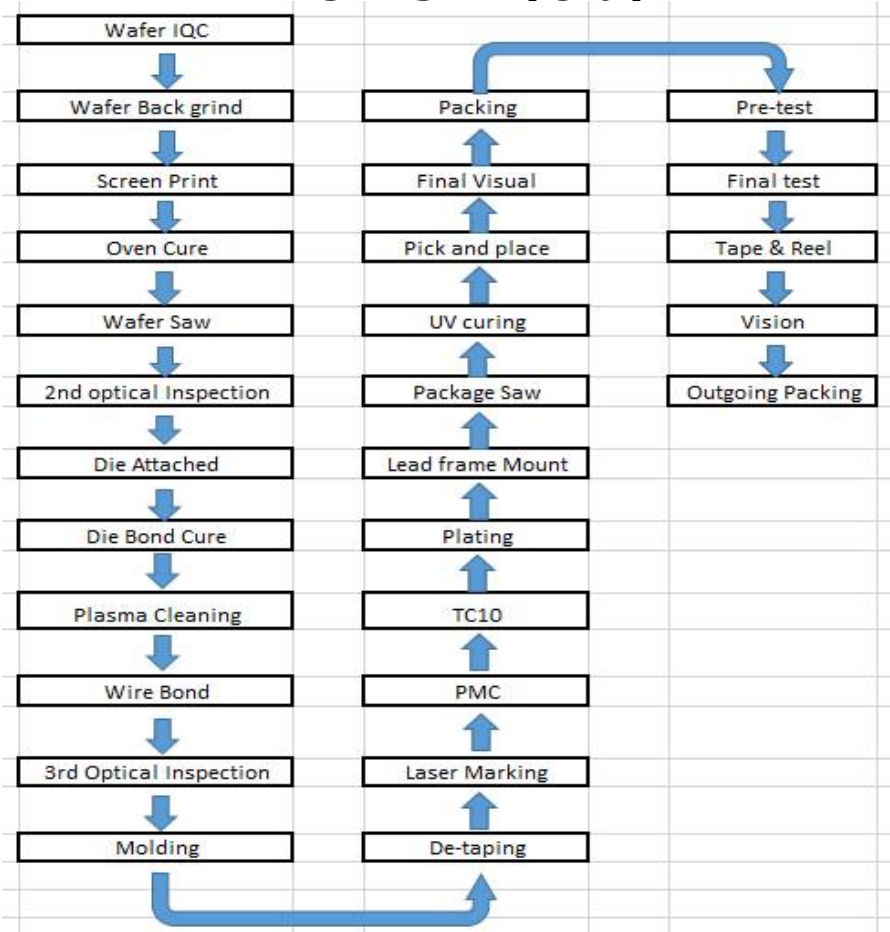 Wafer IQC
Wafer Back grind
Screen Print
Oven Cure
Wafer Saw
2nd optical Inspection
Die Attached
Die Bond Cure
Plasma Cleaning
Wire Bond
3rd Optical Inspection
Molding
De-taping
Laser Marking
PMC
TC10
Plating
Lead frame Mount
Package Saw
UV curing
Pick and place
Final Visual
Packing
Pre-test
Final test
Tape & Reel
Vision
Outgoing Packing